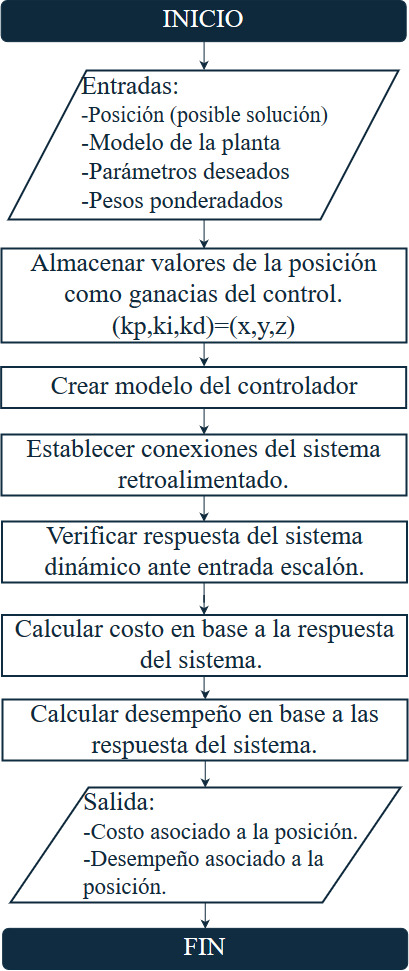 INICIO
Entradas:
-Posición (posible solución)
-Modelo de la planta
-Parámetros deseados
-Pesos ponderadados
Almacenar valores de la posición
como ganacias del control.
(kp,ki,kd)=(x,y,z)
Crear modelo del controlador
Establecer conexiones del sistema
retroalimentado.
Verificar respuesta del sistema
dinámico ante entrada escalón.
Calcular costo en base a la respuesta
del sistema.
Calcular desempeño en base a las
respuesta del sistema.
Salida:
-Costo asociado a la posición.
-Desempeño asociado a la
posición.
FIN